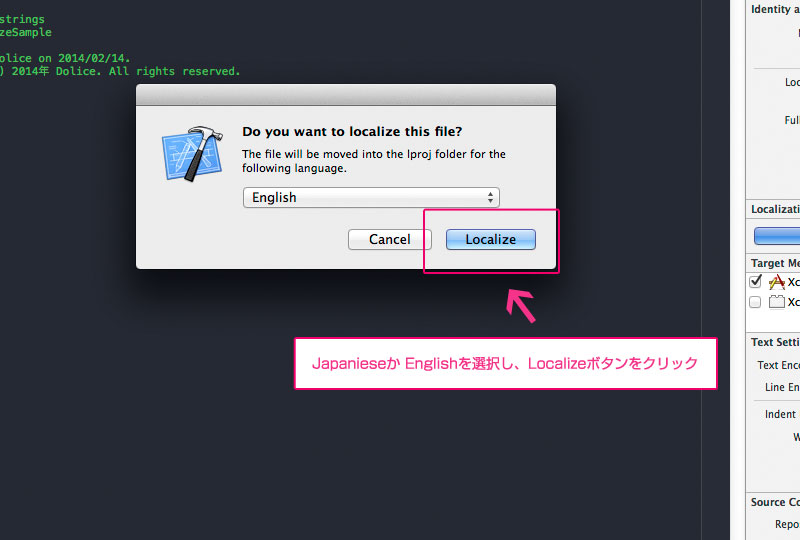 strings
zeSample
olice on 2014/02/14.
) 2014年 Dolice. All rights reserved.
Do you want to localize this file?
The file will be moved into the lproj folder for the
following language.
English
Cancel
Localize
Japanieseか Englishを選択し、Localizeボタンをクリック
Identity a
Loc
Full
Localizati
Target Me
Xc
Xc
Text Setti
Text Enco
Line En
Indent
W
Source Co
Repo